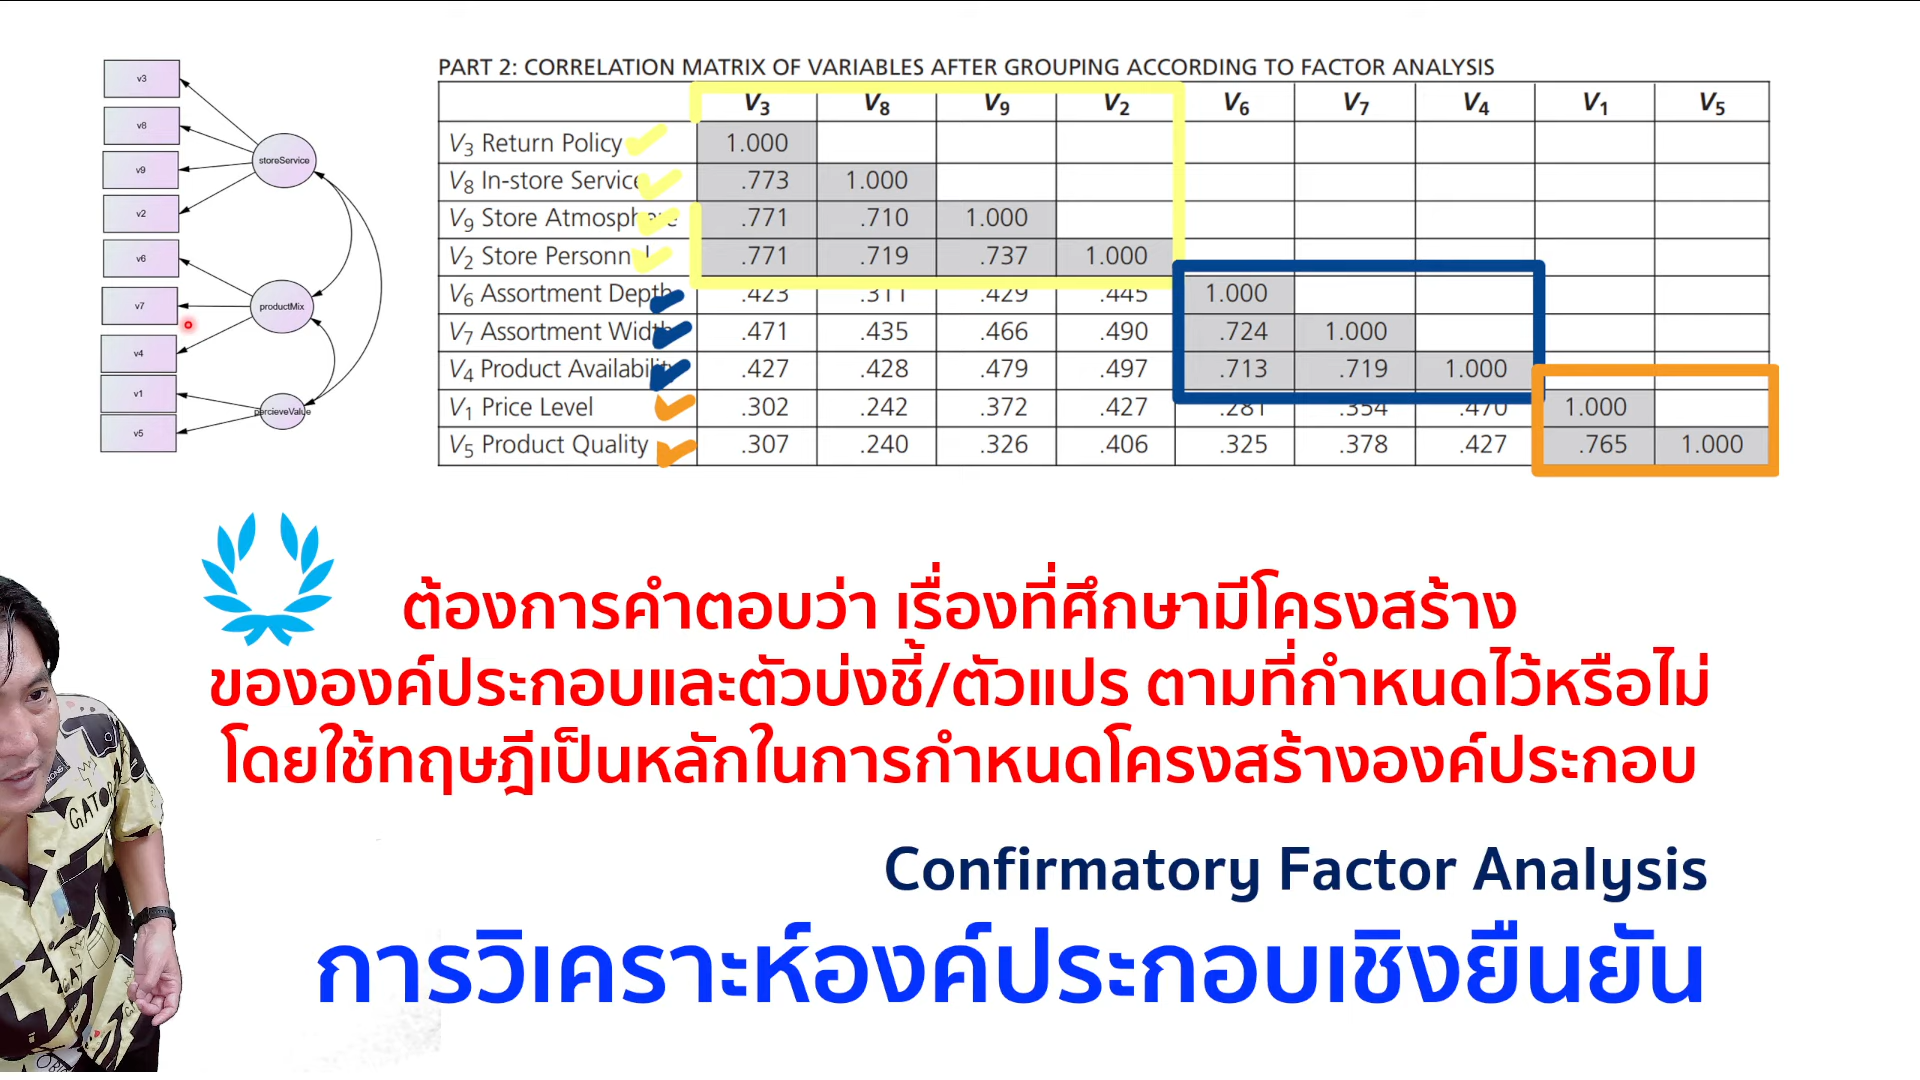 v3
v8
v9
v2
v6
v7
v4
v1
v5
storeService
productMix
percieveValue
PART 2: CORRELATION MATRIX OF VARIABLES AFTER GROUPING ACCORDING TO FACTOR ANALYSIS
V3 V8 V9 V2 V6 V7 V4 V1 V5
V3 Return Policy 1.000
V8 In-store Service .773 1.000
V9 Store Atmosphere .771 .710 1.000
V2 Store Personnel .771 .719 .737 1.000
V6 Assortment Depth .423 .311 .429 .445 1.000
V7 Assortment Width .471 .435 .466 .490 .724 1.000
V4 Product Availability .427 .428 .479 .497 .713 .719 1.000
V1 Price Level .302 .242 .372 .427 .281 .354 .470 1.000
V5 Product Quality .307 .240 .326 .406 .325 .378 .427 .765 1.000
ต้องการคำตอบว่า เรื่องที่ศึกษามีโครงสร้าง
ขององค์ประกอบและตัวบ่งชี้/ตัวแปร ตามที่กำหนดไว้หรือไม่
โดยใช้ทฤษฎีเป็นหลักในการกำหนดโครงสร้างองค์ประกอบ
Confirmatory Factor Analysis
การวิเคราะห์องค์ประกอบเชิงยืนยัน